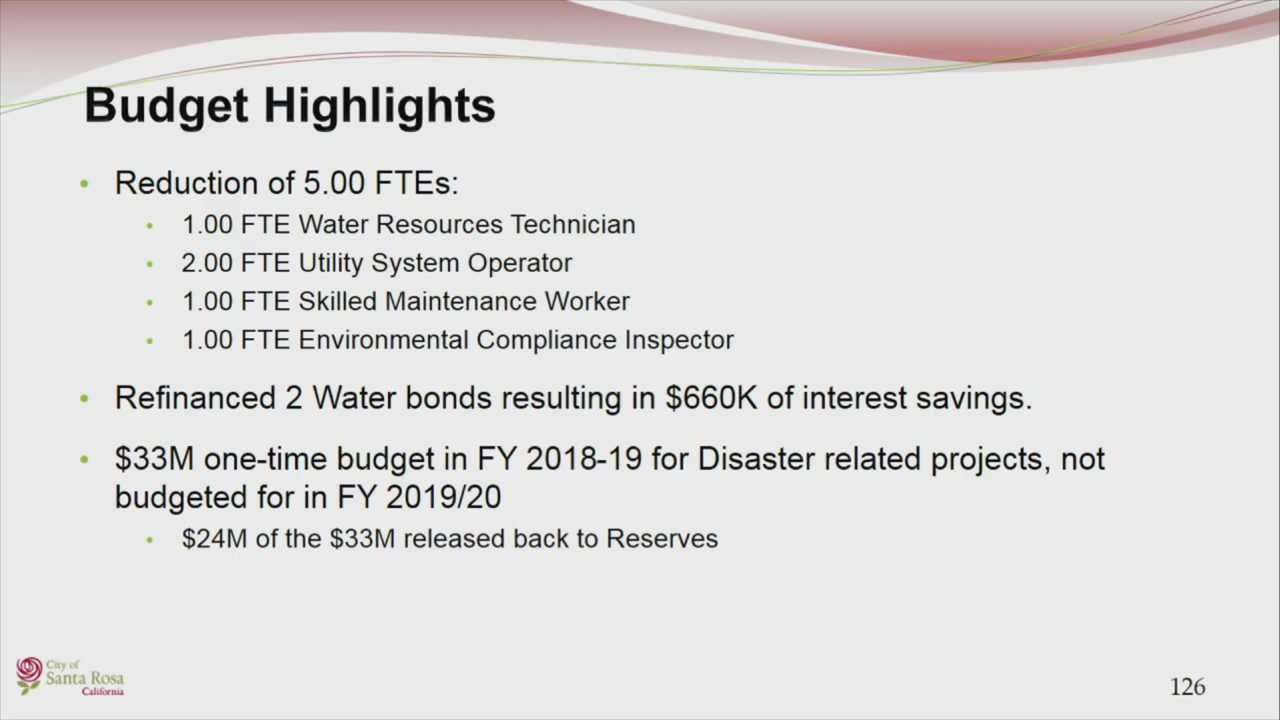 Budget Highlights
• Reduction of 5.00 FTEs:
• 1.00 FTE Water Resources Technician
• 2.00 FTE Utility System Operator
• 1.00 FTE Skilled Maintenance Worker
• 1.00 FTE Environmental Compliance Inspector
• Refinanced 2 Water bonds resulting in $660K of interest savings.
• $33M one-time budget in FY 2018-19 for Disaster related projects, not
budgeted for in FY 2019/20
• $24M of the $33M released back to Reserves
City of
Santa Rosa
California
126